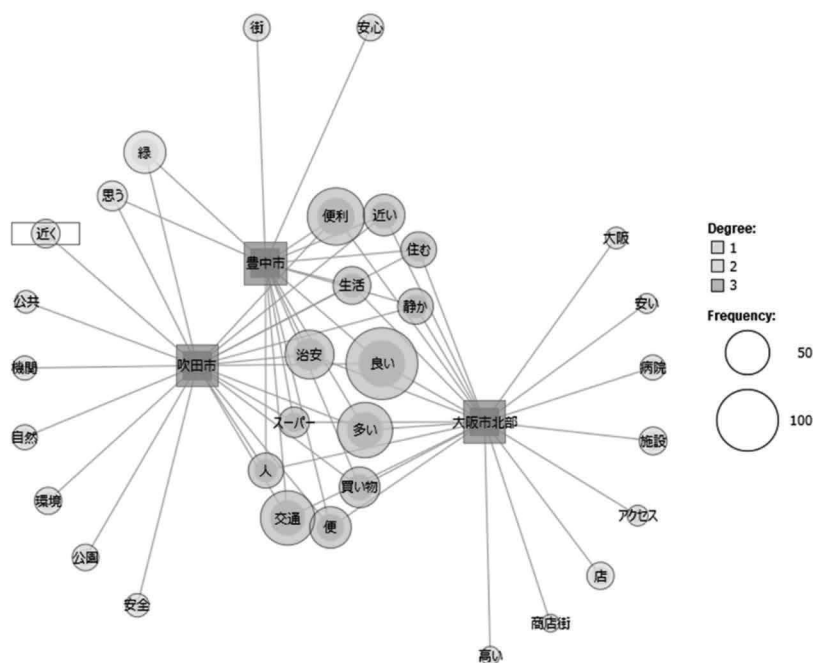 街
安心
緑
思う
便利
近い
近く
大阪
住む
豊中市
生活
公共
安い
静か
治安
良い
吹田市
機関
病院
スーパー
多い
大阪市北部
自然
施設
人
買い物
環境
交通
便
アクセス
公園
店
安全
商店街
高い
Degree:
1
2
3
Frequency:
50
100